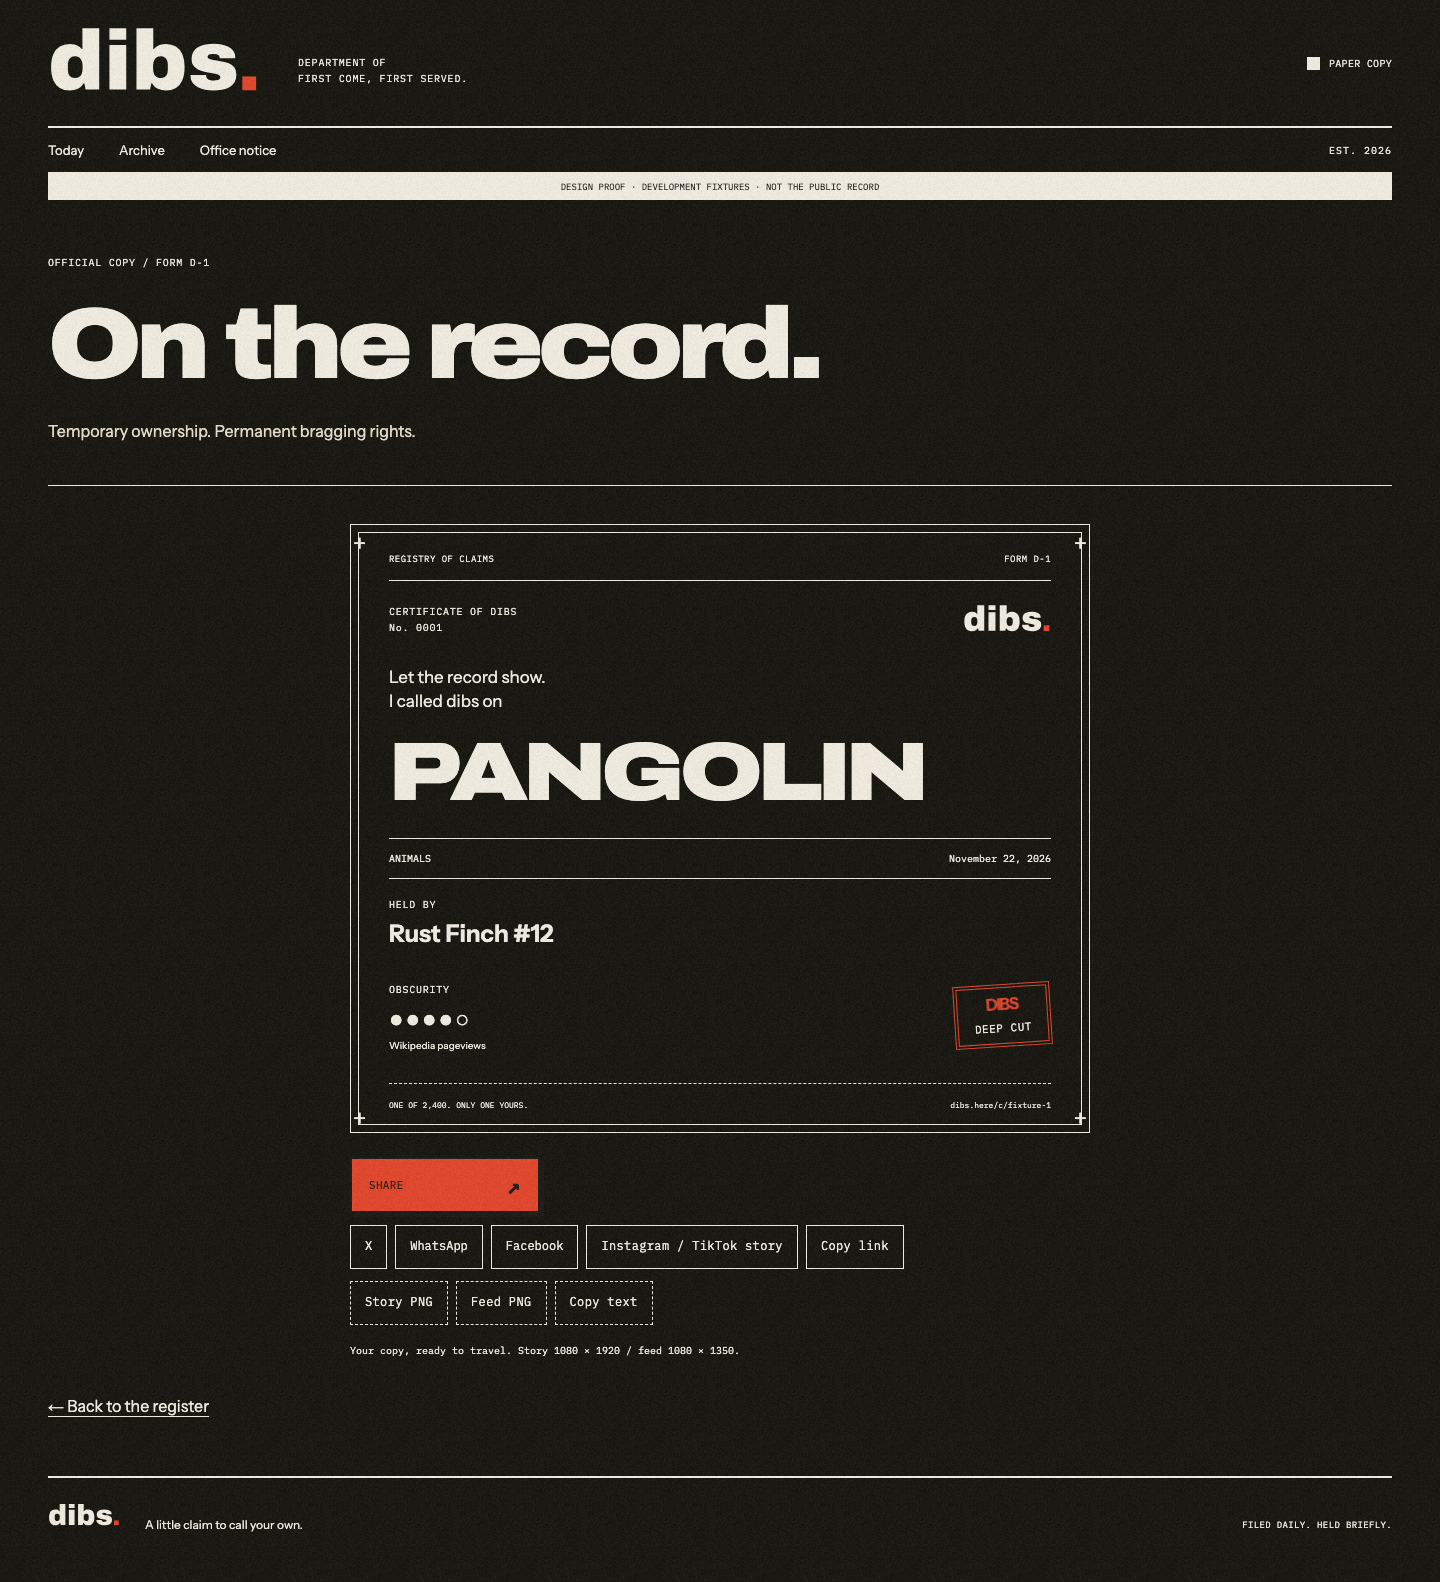 dibs.
DEPARTMENT OF
FIRST COME, FIRST SERVED.
PAPER COPY
Today
Archive
Office notice
EST. 2026
DESIGN PROOF · DEVELOPMENT FIXTURES · NOT THE PUBLIC RECORD
OFFICIAL COPY / FORM D-1
On the record.
Temporary ownership. Permanent bragging rights.
REGISTRY OF CLAIMS
FORM D-1
CERTIFICATE OF DIBS
No. 0001
dibs.
Let the record show.
I called dibs on
PANGOLIN
ANIMALS
November 22, 2026
HELD BY
Rust Finch #12
OBSCURITY
Wikipedia pageviews
DIBS
DEEP CUT
ONE OF 2,400. ONLY ONE YOURS.
dibs.here/c/fixture-1
SHARE ↗
X
WhatsApp
Facebook
Instagram / TikTok story
Copy link
Story PNG
Feed PNG
Copy text
Your copy, ready to travel. Story 1080 × 1920 / feed 1080 × 1350.
← Back to the register
dibs.
A little claim to call your own.
FILED DAILY. HELD BRIEFLY.